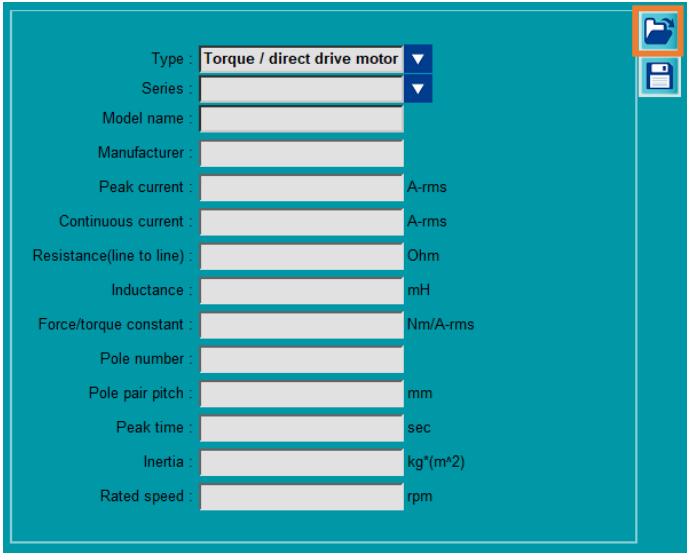 Type : Torque / direct drive motor
Series :
Model name :
Manufacturer :
Peak current : A-rms
Continuous current : A-rms
Resistance(line to line) : Ohm
Inductance : mH
Force/torque constant : Nm/A-rms
Pole number :
Pole pair pitch : mm
Peak time : sec
Inertia : kg*(m^2)
Rated speed : rpm